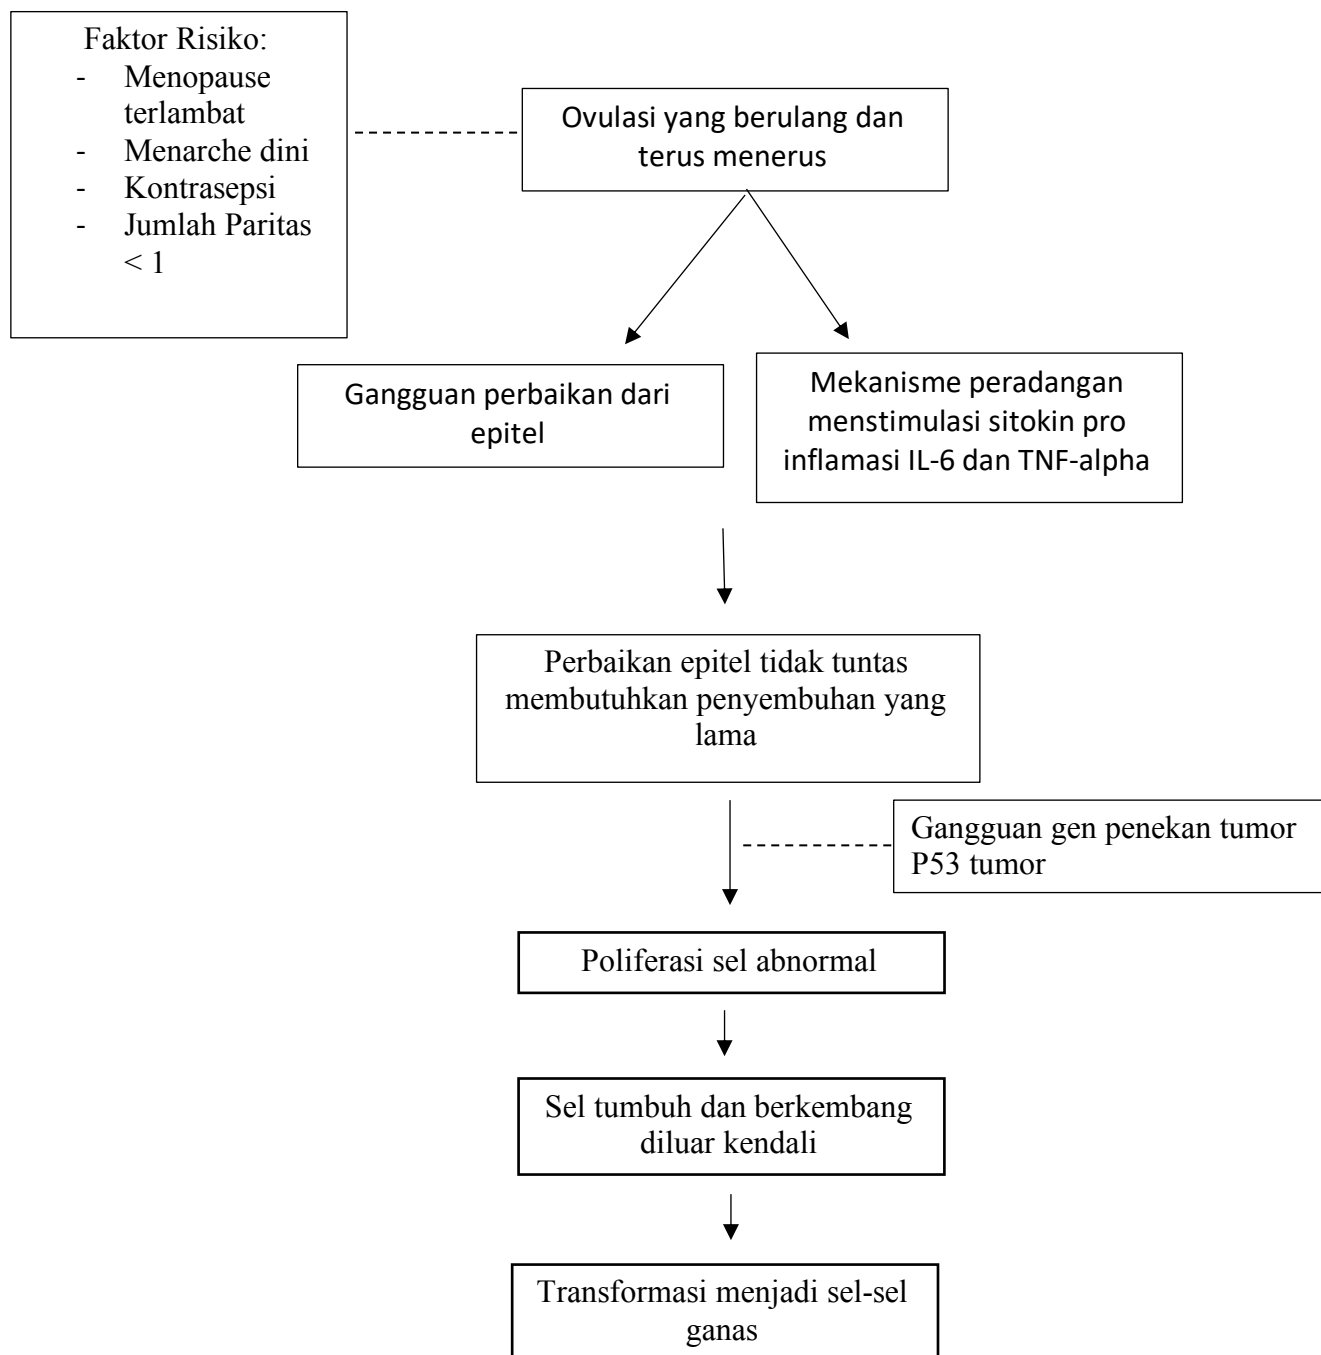 Faktor Risiko:
- Menopause
terlambat
- Menarche dini
- Kontrasepsi
- Jumlah Paritas
< 1
Ovulasi yang berulang dan
terus menerus
Gangguan perbaikan dari
epitel
Mekanisme peradangan
menstimulasi sitokin pro
inflamasi IL-6 dan TNF-alpha
Perbaikan epitel tidak tuntas
membutuhkan penyembuhan yang
lama
Gangguan gen penekan tumor
P53 tumor
Poliferasi sel abnormal
Sel tumbuh dan berkembang
diluar kendali
Transformasi menjadi sel-sel
ganas